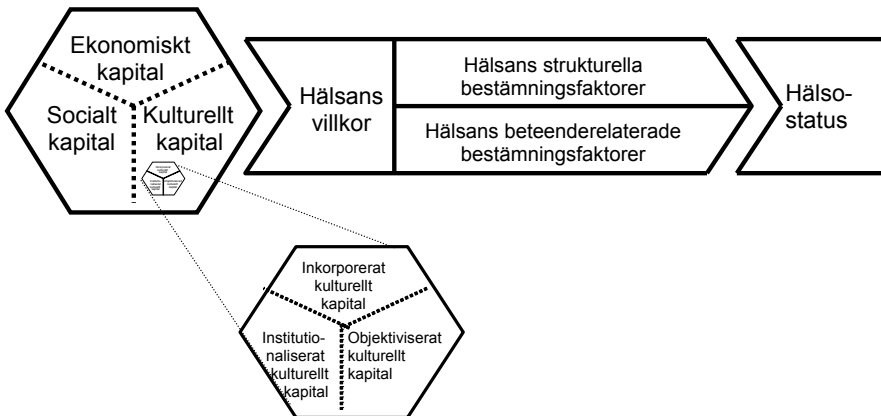 Ekonomiskt
kapital
Socialt
kapital
Kulturellt
kapital
Hälsans
villkor
Hälsans strukturella
bestämningsfaktorer
Hälsans beteenderelaterade
bestämningsfaktorer
Hälso-
status
Inkorporerat
kulturellt
kapital
Institutio-
naliserat
kulturellt
kapital
Objektiviserat
kulturellt
kapital